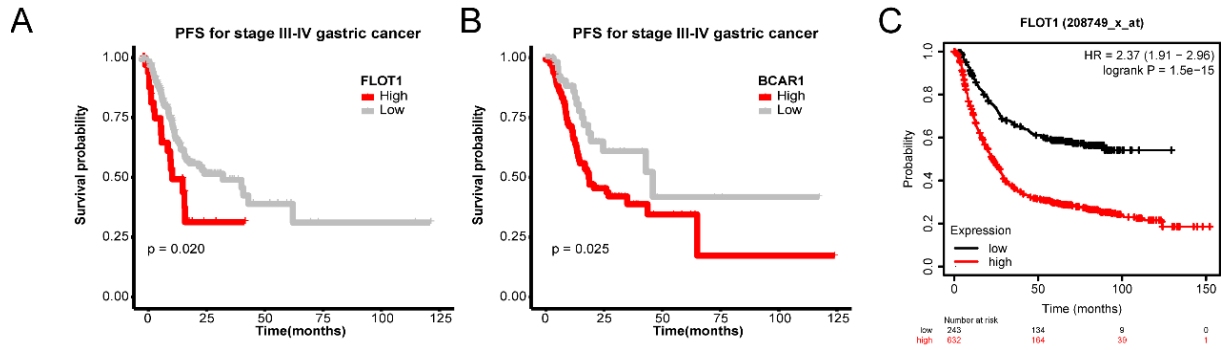 A
PFS for stage III-IV gastric cancer
1.00
0.75
0.50
0.25
0.00
Survival probability
FLOT1
High
Low
p = 0.020
0
25
50
75
100
125
Time(months)
B
PFS for stage III-IV gastric cancer
1.00
0.75
0.50
0.25
0.00
Survival probability
BCAR1
High
Low
p = 0.025
0
25
50
75
100
125
Time(months)
C
FLOT1 (208749_x_at)
HR = 2.37 (1.91 − 2.96)
logrank P = 1.5e−15
1.0
0.8
0.6
0.4
0.2
0.0
Probability
Expression
low
high
0
50
100
150
Time (months)
Number at risk
low 243 134 9 0
high 632 164 39 1